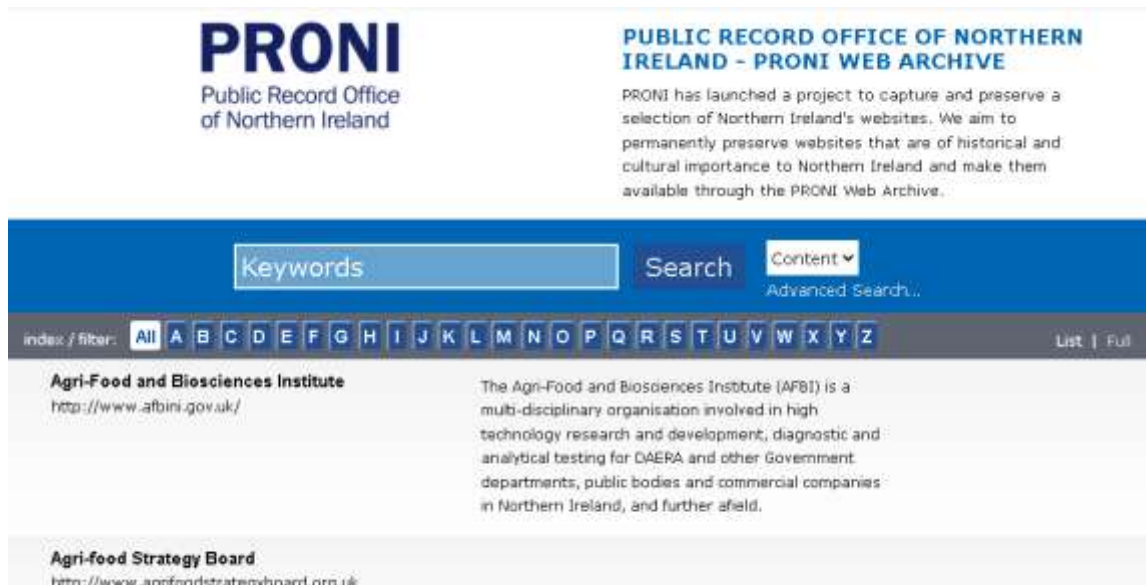 PRONI
Public Record Office
of Northern Ireland
PUBLIC RECORD OFFICE OF NORTHERN
IRELAND - PRONI WEB ARCHIVE
PRONI has launched a project to capture and preserve a
selection of Northern Ireland's websites. We aim to
permanently preserve websites that are of historical and
cultural importance to Northern Ireland and make them
available through the PRONI Web Archive.
Keywords
Search
Content
Advanced Search...
index / filter: All A B C D E F G H I J K L M N O P Q R S T U V W X Y Z
List | Full
Agri-Food and Biosciences Institute
http://www.afbini.gov.uk/
The Agri-Food and Biosciences Institute (AFBI) is a
multi-disciplinary organisation involved in high
technology research and development, diagnostic and
analytical testing for DAERA and other Government
departments, public bodies and commercial companies
in Northern Ireland, and further afield.
Agri-food Strategy Board
http://www.agrifoodstrategyboard.org.uk